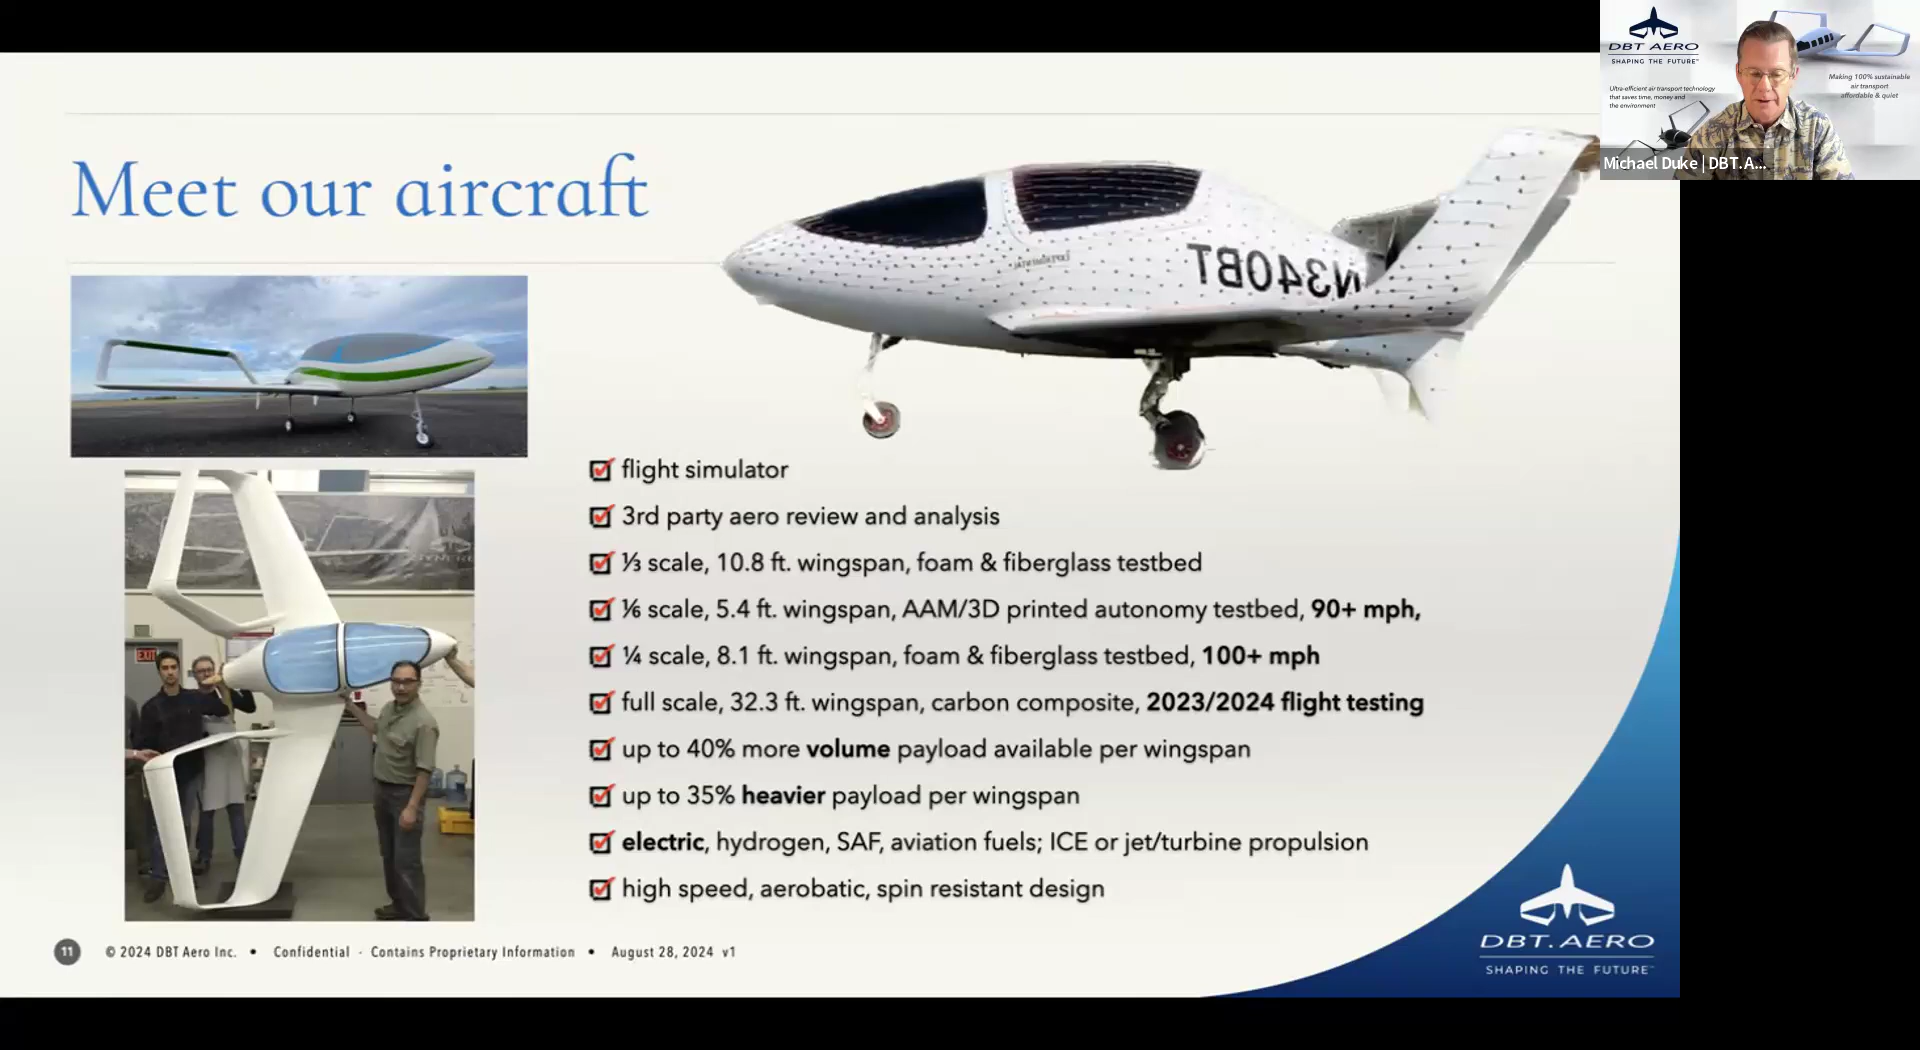 Meet our aircraft
N340BT
flight simulator
3rd party aero review and analysis
⅓ scale, 10.8 ft. wingspan, foam & fiberglass testbed
⅙ scale, 5.4 ft. wingspan, AAM/3D printed autonomy testbed, 90+ mph,
¼ scale, 8.1 ft. wingspan, foam & fiberglass testbed, 100+ mph
full scale, 32.3 ft. wingspan, carbon composite, 2023/2024 flight testing
up to 40% more volume payload available per wingspan
up to 35% heavier payload per wingspan
electric, hydrogen, SAF, aviation fuels; ICE or jet/turbine propulsion
high speed, aerobatic, spin resistant design
EXIT
11 © 2024 DBT Aero Inc. • Confidential - Contains Proprietary Information • August 28, 2024 v1
DBT.AERO
SHAPING THE FUTURE™
DBT AERO
SHAPING THE FUTURE™
Ultra-efficient air transport technology
that saves time, money and
the environment
Making 100% sustainable
air transport
affordable & quiet
Michael Duke | DBT.A...